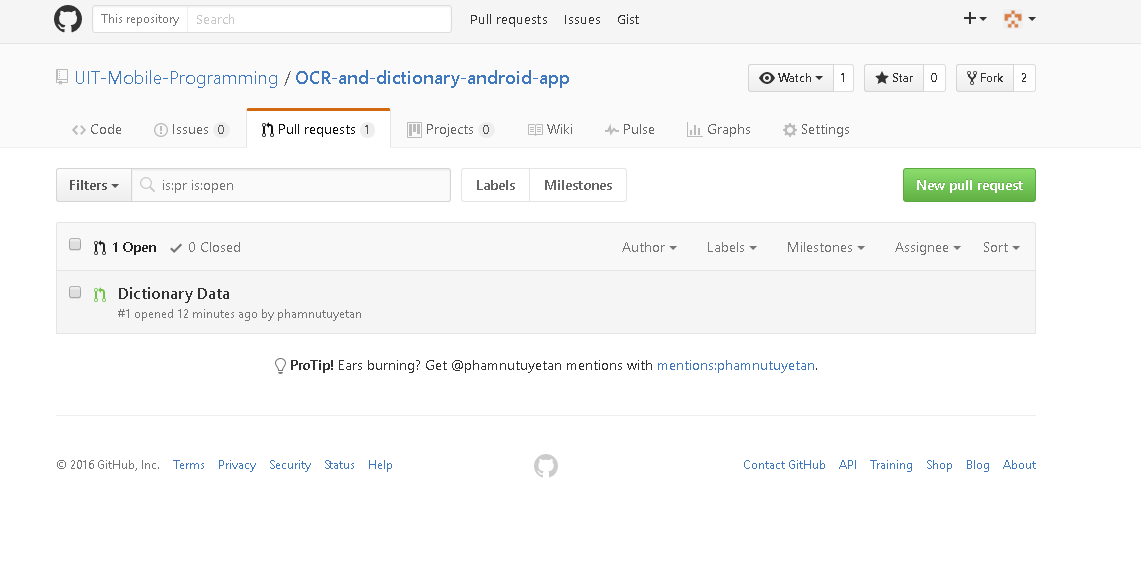 This repository Search Pull requests Issues Gist
UIT-Mobile-Programming / OCR-and-dictionary-android-app Watch 1 Star 0 Fork 2
Code Issues 0 Pull requests 1 Projects 0 Wiki Pulse Graphs Settings
Filters is:pr is:open Labels Milestones New pull request
1 Open 0 Closed Author Labels Milestones Assignee Sort
Dictionary Data
#1 opened 12 minutes ago by phamnutuyetan
ProTip! Ears burning? Get @phamnutuyetan mentions with mentions:phamnutuyetan.
© 2016 GitHub, Inc. Terms Privacy Security Status Help Contact GitHub API Training Shop Blog About